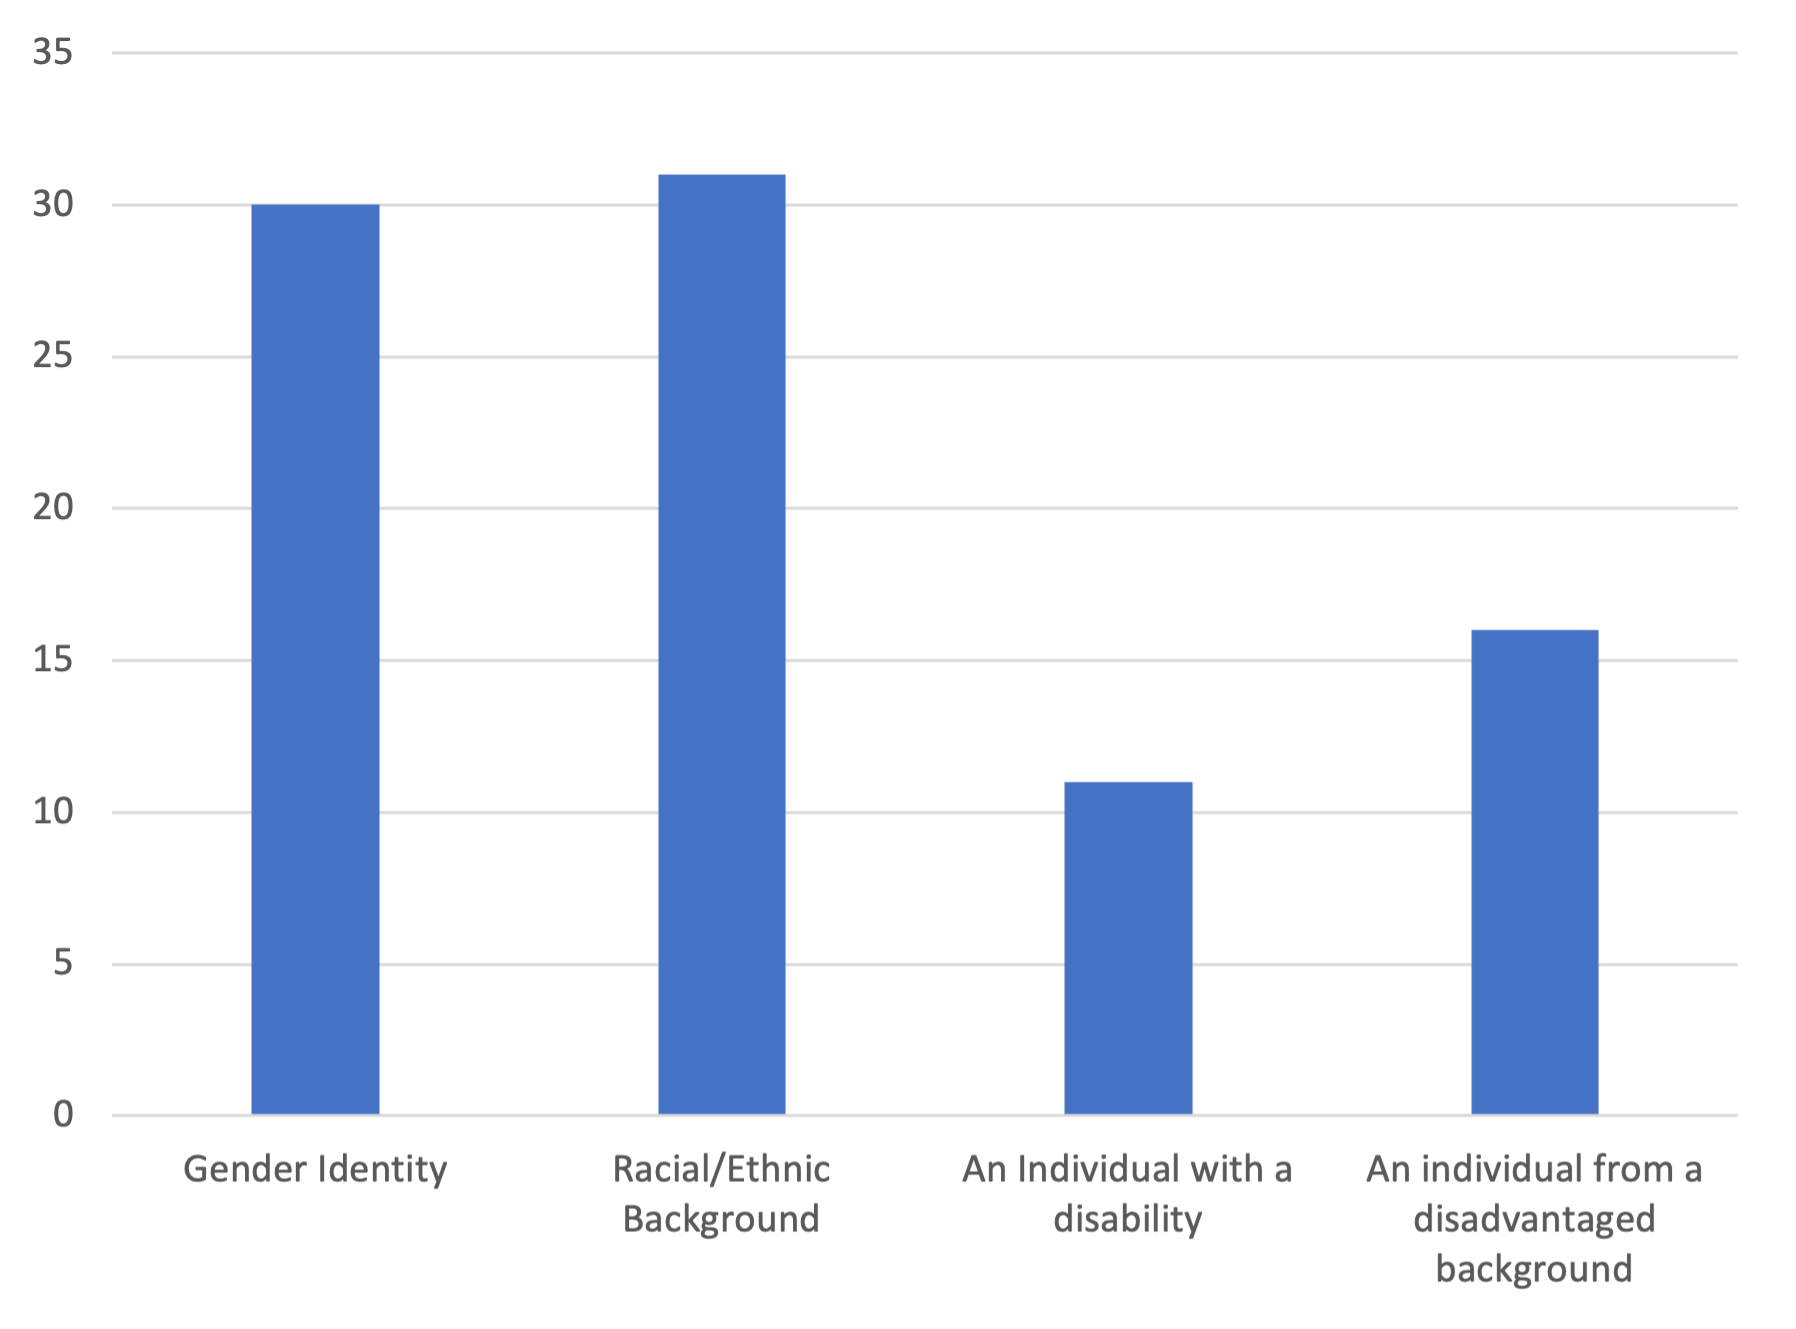 35
30
25
20
15
10
5
0
Gender Identity
Racial/Ethnic
Background
An Individual with a
disability
An individual from a
disadvantaged
background